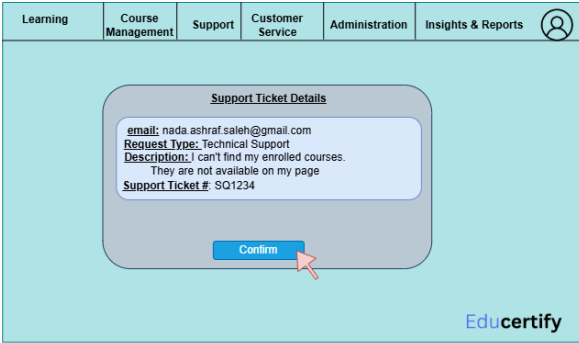 Learning
Course
Management
Support
Customer
Service
Administration
Insights & Reports
Support Ticket Details
email: nada.ashraf.saleh@gmail.com
Request Type: Technical Support
Description: I can't find my enrolled courses.
They are not available on my page
Support Ticket #: SQ1234
Confirm
Educertify